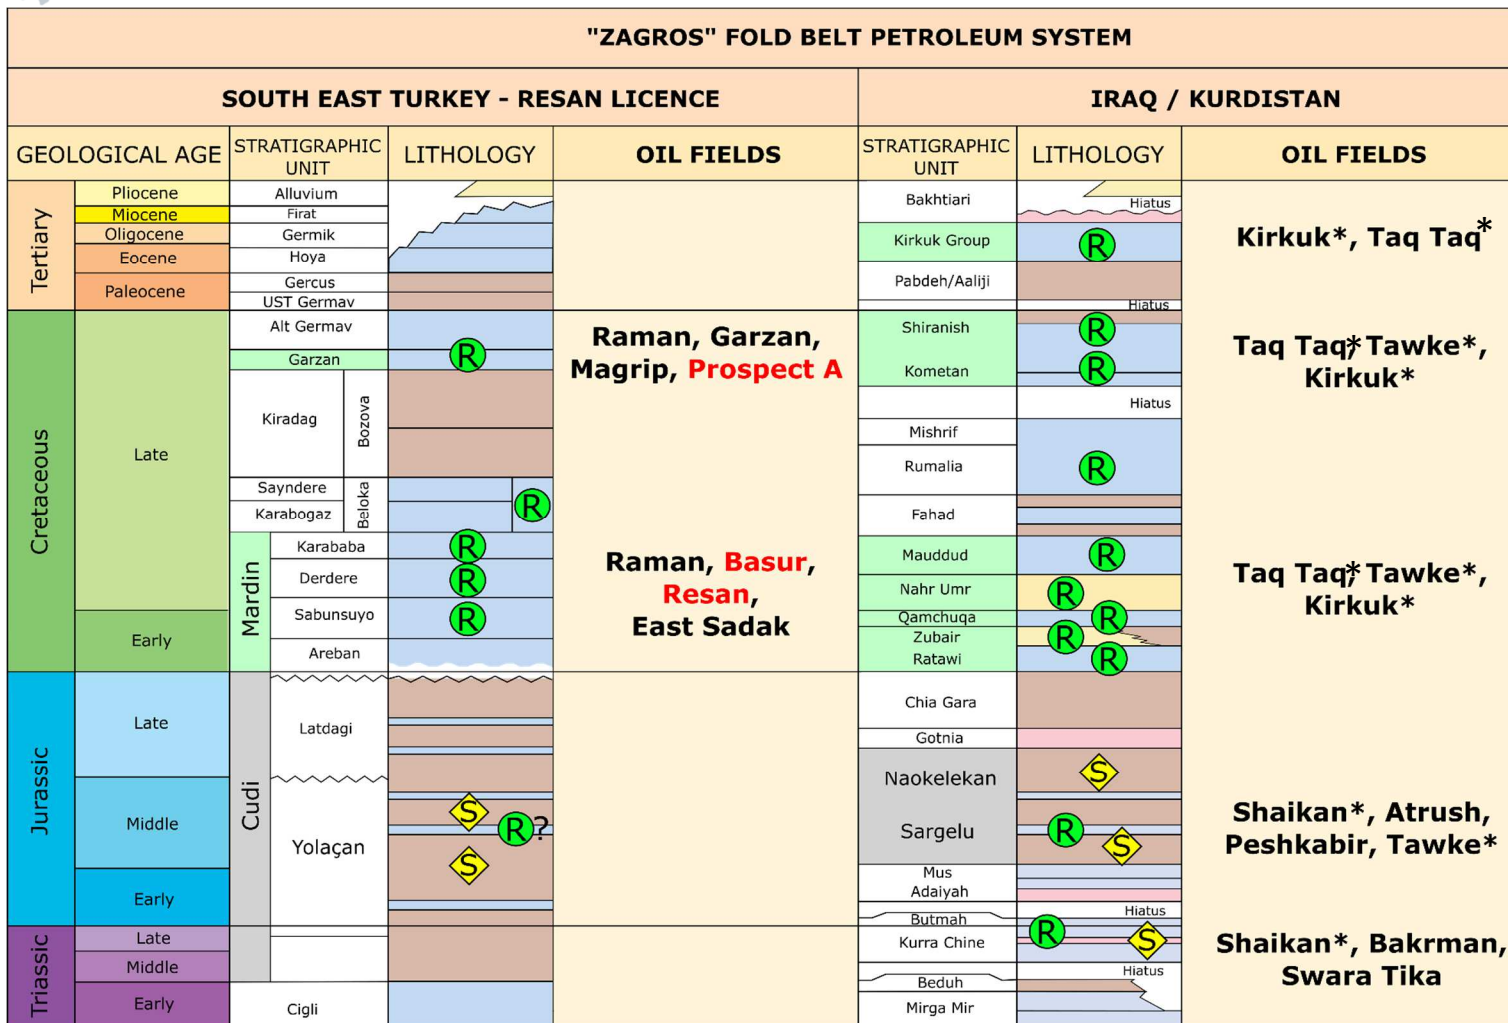 "ZAGROS" FOLD BELT PETROLEUM SYSTEM
SOUTH EAST TURKEY - RESAN LICENCE
IRAQ / KURDISTAN
GEOLOGICAL AGE
STRATIGRAPHIC
UNIT
LITHOLOGY
OIL FIELDS
STRATIGRAPHIC
UNIT
LITHOLOGY
OIL FIELDS
Tertiary
Pliocene
Miocene
Oligocene
Eocene
Paleocene
Alluvium
Firat
Germik
Hoya
Gercus
UST Germav
Bakhtiari
Kirkuk Group
Pabdeh/Aaliji
Hiatus
R
Hiatus
Kirkuk*, Taq Taq*
Cretaceous
Late
Early
Alt Germav
Garzan
Kiradag
Bozova
Sayndere
Karabogaz
Beloka
Mardin
Karababa
Derdere
Sabunsuyo
Areban
R
R
R
R
R
Raman, Garzan,
Magrip, Prospect A
Raman, Basur,
Resan,
East Sadak
Shiranish
Kometan
Mishrif
Rumalia
Fahad
Mauddud
Nahr Umr
Qamchuqa
Zubair
Ratawi
R
R
Hiatus
R
R
R
R
R
R
Taq Taq*, Tawke*,
Kirkuk*
Taq Taq*, Tawke*,
Kirkuk*
Jurassic
Late
Middle
Early
Cudi
Latdagi
Yolaçan
S
R?
S
Chia Gara
Gotnia
Naokelekan
Sargelu
Mus
Adaiyah
Butmah
S
R
S
Hiatus
Shaikan*, Atrush,
Peshkabir, Tawke*
Triassic
Late
Middle
Early
Cigli
Kurra Chine
Beduh
Mirga Mir
R
S
Hiatus
Shaikan*, Bakrman,
Swara Tika